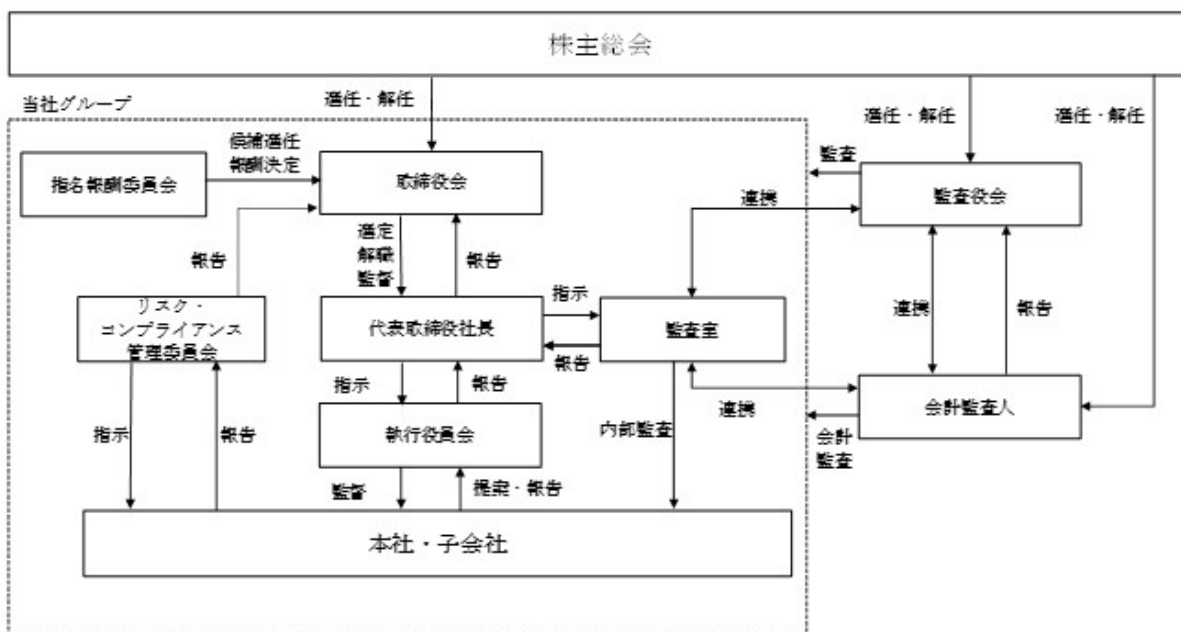 株主総会
当社グループ
選任・解任
選任・解任
選任・解任
候補選任
報酬決定
監査
指名報酬委員会
取締役会
監査役会
連携
選定
解職
監督
報告
報告
指示
リスク・
コンプライアンス
管理委員会
代表取締役社長
監査室
連携
報告
報告
指示
報告
連携
会計監査人
指示
報告
執行役員会
内部監査
会計
監査
監督
提案・報告
本社・子会社